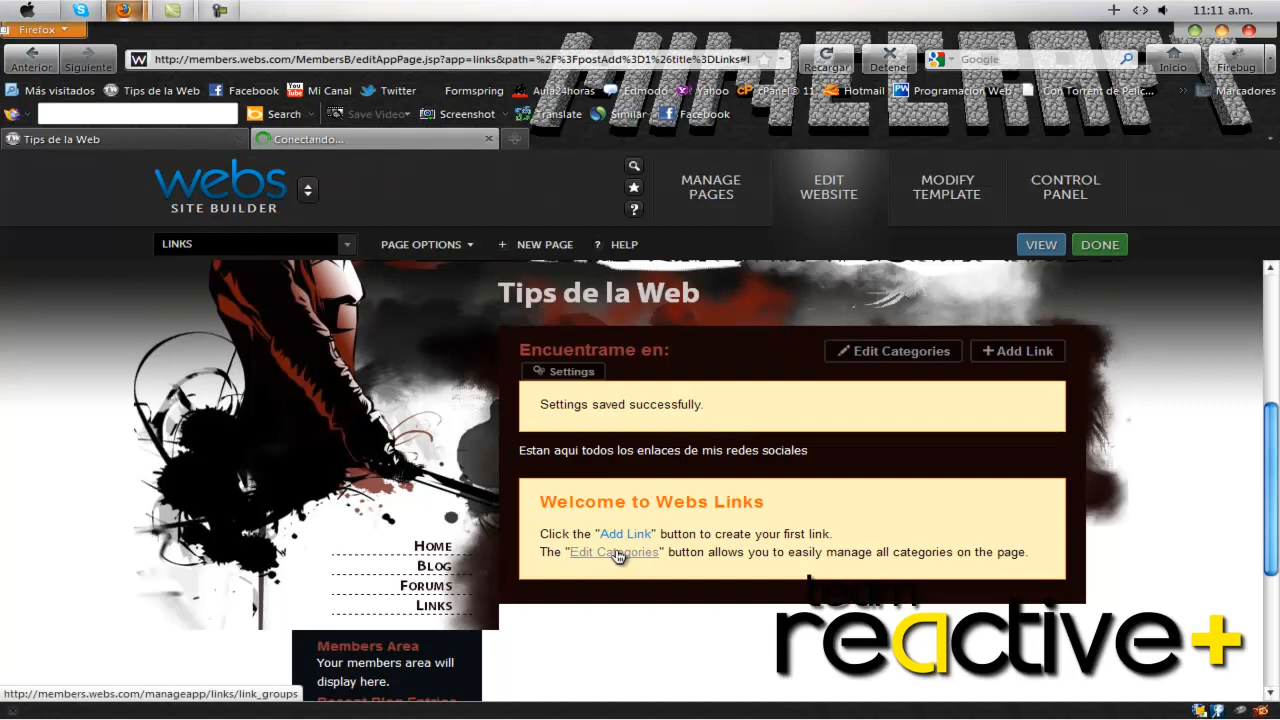 11:11 a.m.
Firefox
MINECRAFT
Anterior
Siguiente
http://members.webs.com/MembersB/editAppPage.jsp?app=links&path=%2F%3FpostAdd%3D1%26title%3DLinks#l
Recargar
Detener
Google
Inicio
Firebug
Más visitados
Tips de la Web
Facebook
Mi Canal
Twitter
Formspring
Aula24horas
Edmodo
Yahoo
cPanel® 11
Hotmail
Programacion Web
Con Torrent de Pelíc...
Marcadores
Search
Save Video
Screenshot
Translate
Similar
Facebook
Tips de la Web
Conectando...
webs
SITE BUILDER
MANAGE
PAGES
EDIT
WEBSITE
MODIFY
TEMPLATE
CONTROL
PANEL
LINKS
PAGE OPTIONS
+ NEW PAGE
? HELP
VIEW
DONE
Tips de la Web
Encuentrame en:
Edit Categories
+Add Link
Settings
Settings saved successfully.
Estan aqui todos los enlaces de mis redes sociales
Welcome to Webs Links
Click the "Add Link" button to create your first link.
The "Edit Categories" button allows you to easily manage all categories on the page.
HOME
BLOG
FORUMS
LINKS
Members Area
Your members area will
display here.
Recent Blog Entries
team
reactive+
http://members.webs.com/manageapp/links/link_groups